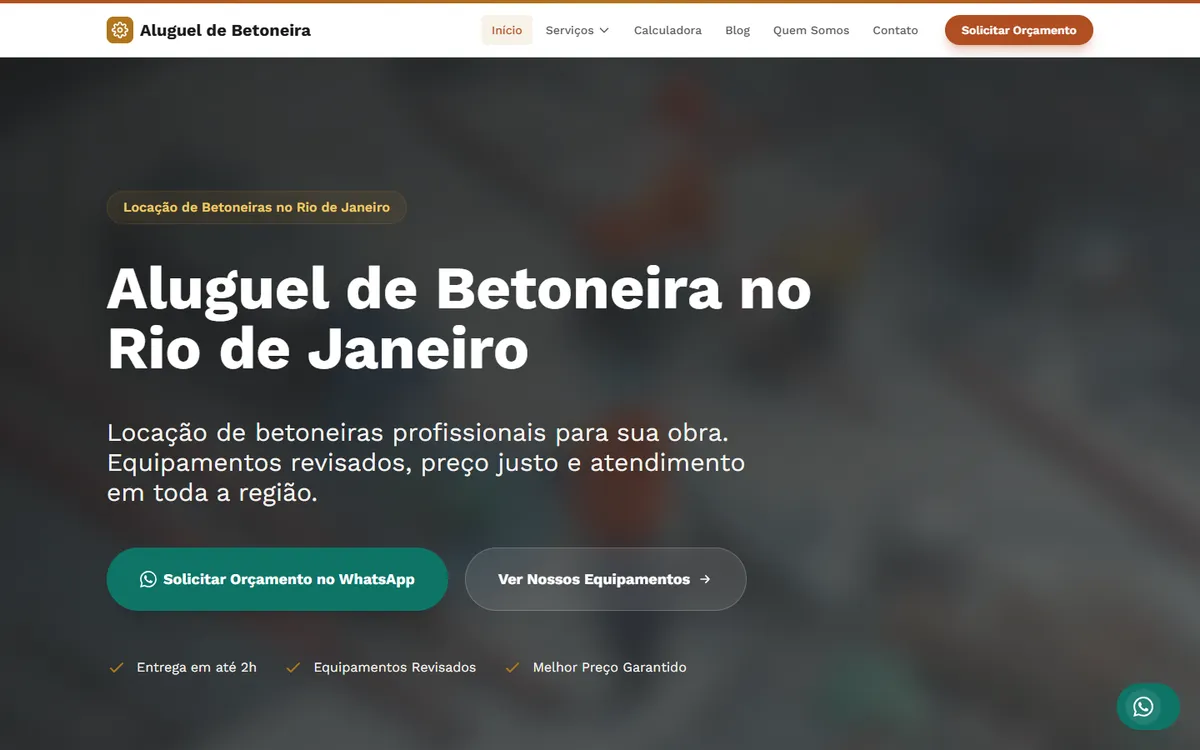 Aluguel de Betoneira
Início
Serviços
Calculadora
Blog
Quem Somos
Contato
Solicitar Orçamento
Locação de Betoneiras no Rio de Janeiro
Aluguel de Betoneira no
Rio de Janeiro
Locação de betoneiras profissionais para sua obra.
Equipamentos revisados, preço justo e atendimento
em toda a região.
Solicitar Orçamento no WhatsApp
Ver Nossos Equipamentos →
Entrega em até 2h
Equipamentos Revisados
Melhor Preço Garantido